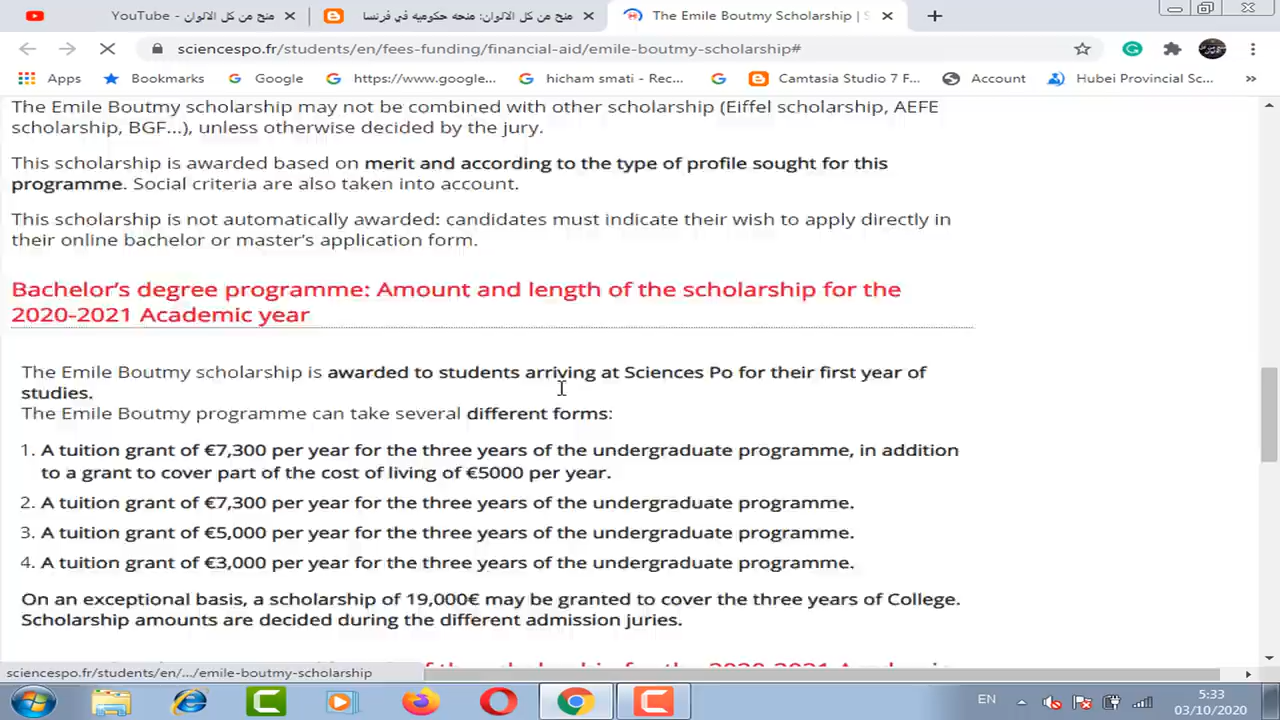 منح من كل الالوان - YouTube
منح من كل الالوان: منحه حكوميه في فرنسا
The Emile Boutmy Scholarship | S
sciencespo.fr/students/en/fees-funding/financial-aid/emile-boutmy-scholarship#
Apps
Bookmarks
Google
https://www.google...
hicham smati - Rec...
Camtasia Studio 7 F...
Account
Hubei Provincial Sc...
»
The Emile Boutmy scholarship may not be combined with other scholarship (Eiffel scholarship, AEFE
scholarship, BGF...), unless otherwise decided by the jury.
This scholarship is awarded based on merit and according to the type of profile sought for this
programme. Social criteria are also taken into account.
This scholarship is not automatically awarded: candidates must indicate their wish to apply directly in
their online bachelor or master's application form.
Bachelor's degree programme: Amount and length of the scholarship for the
2020-2021 Academic year
The Emile Boutmy scholarship is awarded to students arriving at Sciences Po for their first year of
studies.
The Emile Boutmy programme can take several different forms:
1. A tuition grant of €7,300 per year for the three years of the undergraduate programme, in addition
to a grant to cover part of the cost of living of €5000 per year.
2. A tuition grant of €7,300 per year for the three years of the undergraduate programme.
3. A tuition grant of €5,000 per year for the three years of the undergraduate programme.
4. A tuition grant of €3,000 per year for the three years of the undergraduate programme.
On an exceptional basis, a scholarship of 19,000€ may be granted to cover the three years of College.
Scholarship amounts are decided during the different admission juries.
sciencespo.fr/students/en/.../emile-boutmy-scholarship
EN
5:33
03/10/2020